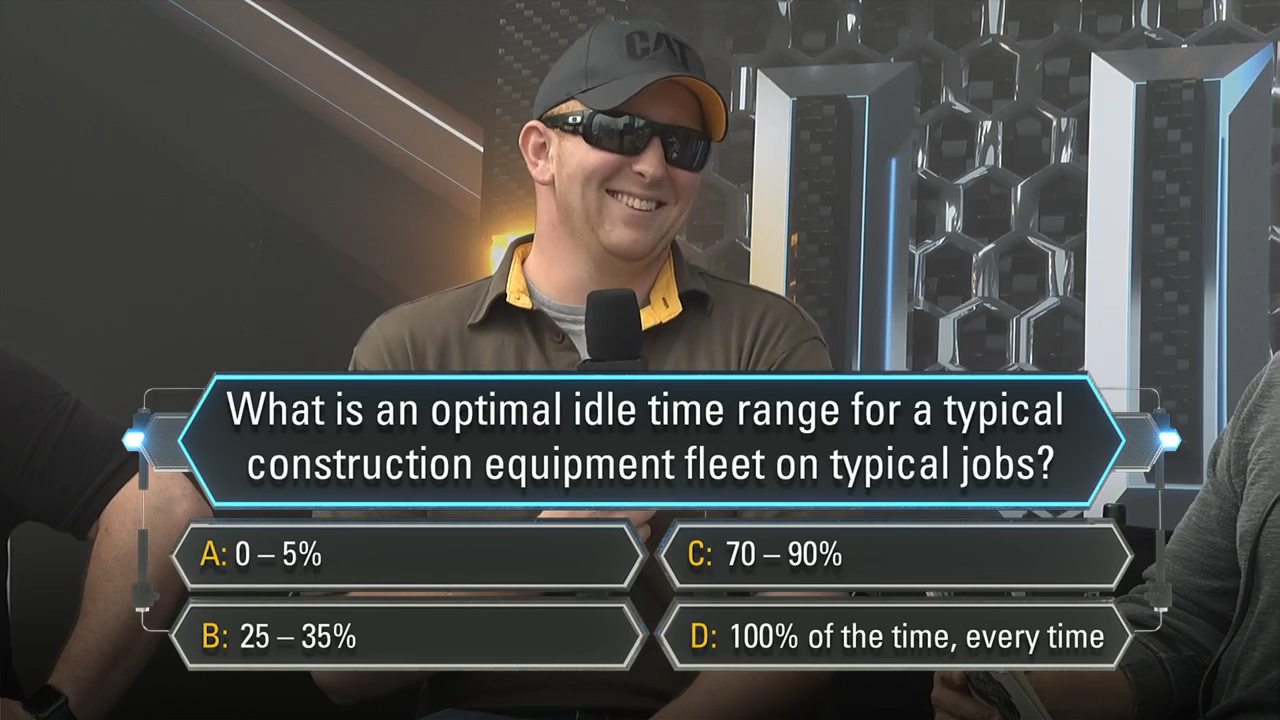 CAT
What is an optimal idle time range for a typical
construction equipment fleet on typical jobs?
A: 0 – 5%
C: 70 – 90%
B: 25 – 35%
D: 100% of the time, every time